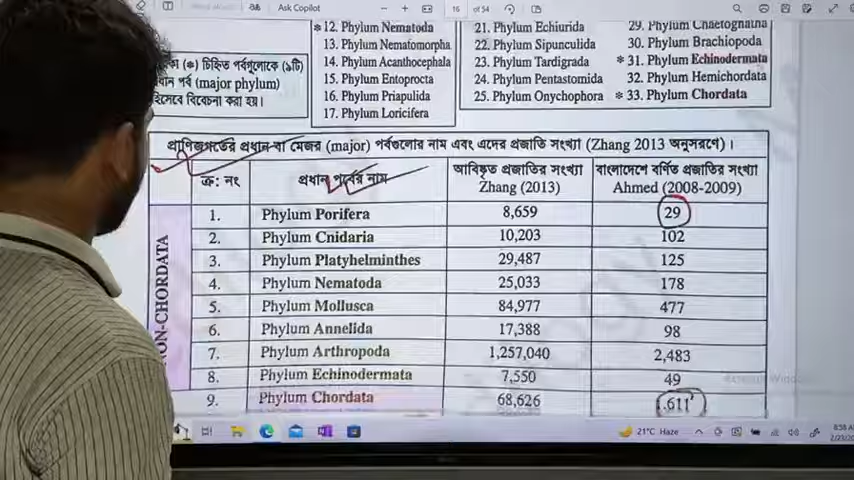 Ask Copilot
16 of 534
* 12. Phylum Nematoda
13. Phylum Nematomorpha
14. Phylum Acanthocephala
15. Phylum Entoprocta
16. Phylum Priapulida
17. Phylum Loricifera
21. Phylum Echiurida
22. Phylum Sipunculida
23. Phylum Tardigrada
24. Phylum Pentastomida
25. Phylum Onychophora
29. Phylum Chaetognatha
30. Phylum Brachiopoda
* 31. Phylum Echinodermata
32. Phylum Hemichordata
* 33. Phylum Chordata
(*) চিহ্নিত পর্বগুলোকে (৯টি)
পর্ব (major phylum)
হিসেবে বিবেচনা করা হয়।
প্রাণিজগতের প্রধান বা মেজর (major) পর্বগুলোর নাম এবং এদের প্রজাতি সংখ্যা (Zhang 2013 অনুসরণে)।
ক্র: নং প্রধান পর্বের নাম আবিষ্কৃত প্রজাতির সংখ্যা Zhang (2013) বাংলাদেশে বর্ণিত প্রজাতির সংখ্যা Ahmed (2008-2009)
NON-CHORDATA
1. Phylum Porifera 8,659 29
2. Phylum Cnidaria 10,203 102
3. Phylum Platyhelminthes 29,487 125
4. Phylum Nematoda 25,033 178
5. Phylum Mollusca 84,977 477
6. Phylum Annelida 17,388 98
7. Phylum Arthropoda 1,257,040 2,483
8. Phylum Echinodermata 7,550 49
9. Phylum Chordata 68,626
21°C Haze